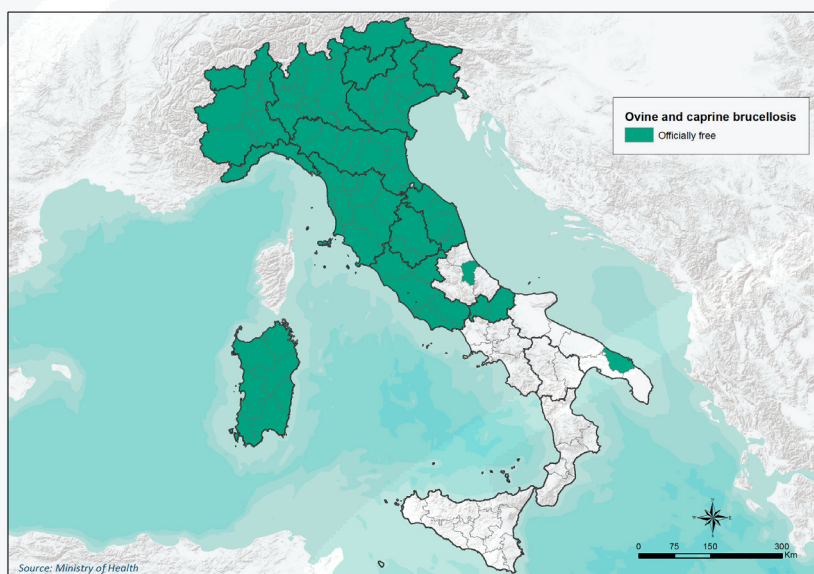 Ovine and caprine brucellosis
Officially free
N
0 75 150 300
Km
Source: Ministry of Health